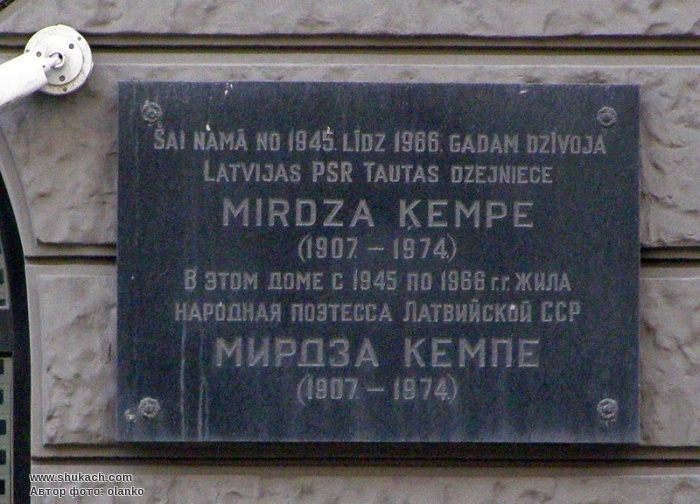 ŠAI NAMĀ NO 1945. LĪDZ 1966. GADAM DZĪVOJA
LATVIJAS PSR TAUTAS DZEJNIECE
MIRDZA ĶEMPE
(1907. – 1974.)
В ЭТОМ ДОМЕ С 1945 ПО 1966 г.г. ЖИЛА
НАРОДНАЯ ПОЭТЕССА ЛАТВИЙСКОЙ ССР
МИРДЗА КЕМПЕ
(1907. – 1974.)
www.shukach.com
Автор фото: olanko